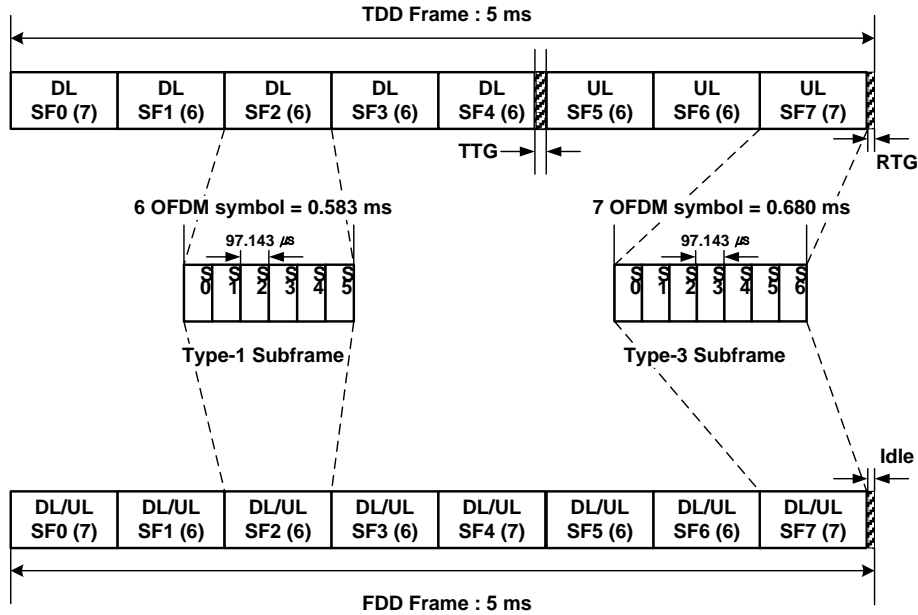 TDD Frame : 5 ms
DL DL DL DL DL UL UL UL
SF0 (7) SF1 (6) SF2 (6) SF3 (6) SF4 (6) SF5 (6) SF6 (6) SF7 (7)
TTG
RTG
6 OFDM symbol = 0.583 ms
7 OFDM symbol = 0.680 ms
97.143 ㎲
97.143 ㎲
S0 S1 S2 S3 S4 S5
S0 S1 S2 S3 S4 S5 S6
Type-1 Subframe
Type-3 Subframe
Idle
DL/UL DL/UL DL/UL DL/UL DL/UL DL/UL DL/UL DL/UL
SF0 (7) SF1 (6) SF2 (6) SF3 (6) SF4 (7) SF5 (6) SF6 (6) SF7 (7)
FDD Frame : 5 ms